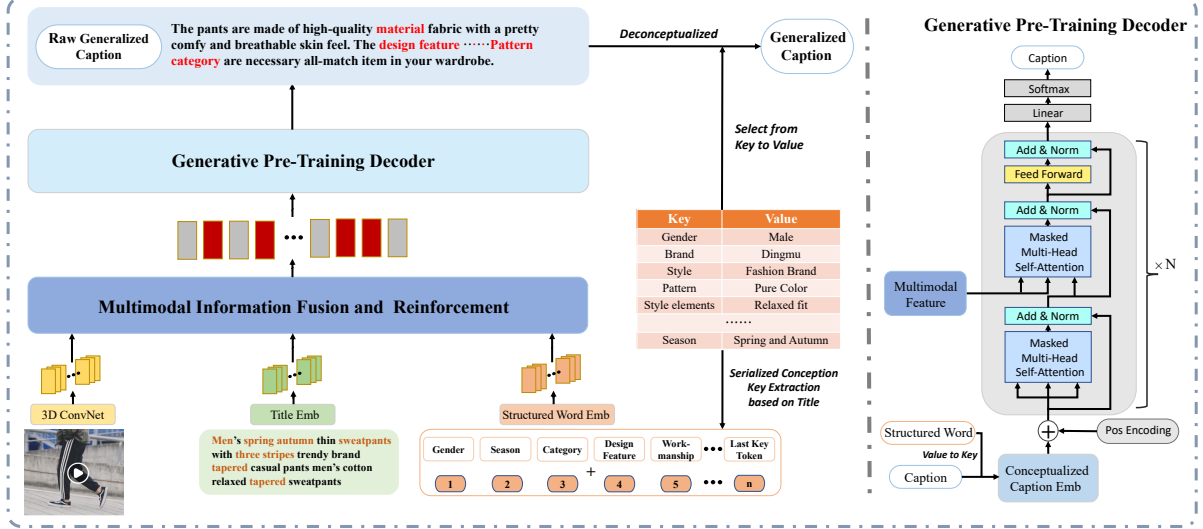 Raw Generalized
Caption
The pants are made of high-quality material fabric with a pretty
comfy and breathable skin feel. The design feature ······Pattern
category are necessary all-match item in your wardrobe.
Deconceptualized
Generalized
Caption
Generative Pre-Training Decoder
Select from
Key to Value
Multimodal Information Fusion and Reinforcement
Key Value
Gender Male
Brand Dingmu
Style Fashion Brand
Pattern Pure Color
Style elements Relaxed fit
······
Season Spring and Autumn
Serialized Conception
Key Extraction
based on Title
3D ConvNet
Title Emb
Structured Word Emb
Men's spring autumn thin sweatpants
with three stripes trendy brand
tapered casual pants men's cotton
relaxed tapered sweatpants
Gender
Season
Category
Design
Feature
Work-
manship
Last Key
Token
+
1 2 3 4 5 n
Generative Pre-Training Decoder
Caption
Softmax
Linear
Add & Norm
Feed Forward
Add & Norm
Masked
Multi-Head
Self-Attention
× N
Multimodal
Feature
Add & Norm
Masked
Multi-Head
Self-Attention
Structured Word
Value to Key
Pos Encoding
Caption
Conceptualized
Caption Emb